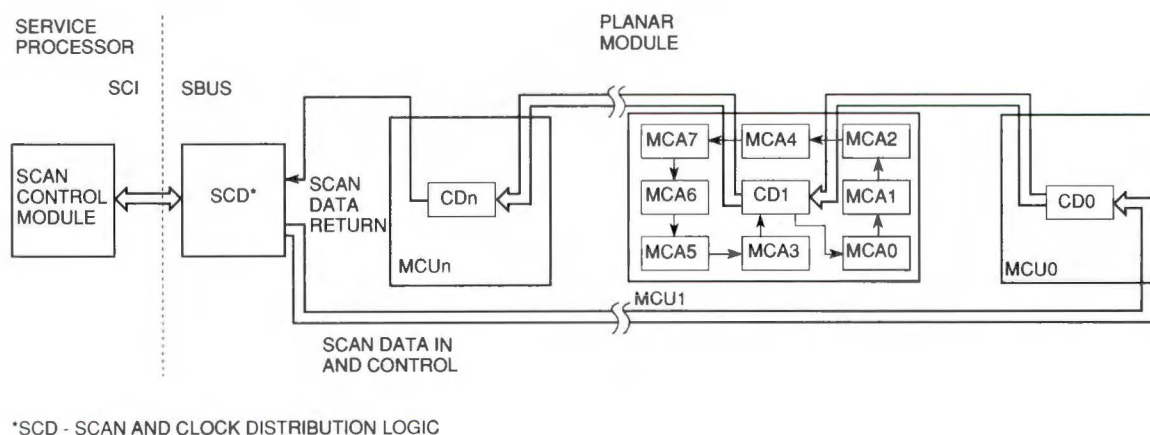 SERVICE
PROCESSOR
PLANAR
MODULE
SCI
SBUS
SCAN
CONTROL
MODULE
SCD*
SCAN
DATA
RETURN
CDn
MCUn
MCA7
MCA4
MCA2
MCA6
CD1
MCA1
MCA5
MCA3
MCA0
MCU1
CD0
MCU0
SCAN DATA IN
AND CONTROL
*SCD - SCAN AND CLOCK DISTRIBUTION LOGIC